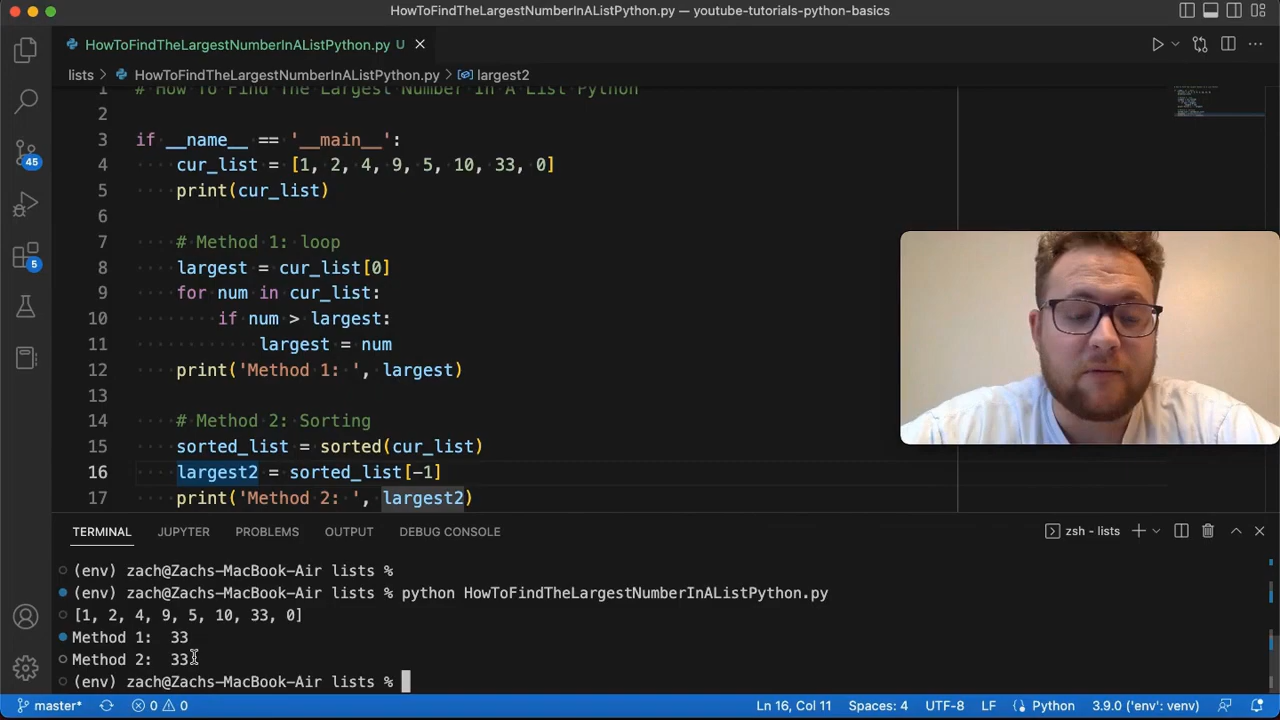 HowToFindTheLargestNumberInAListPython.py — youtube-tutorials-python-basics
HowToFindTheLargestNumberInAListPython.py U
lists > HowToFindTheLargestNumberInAListPython.py > largest2
1 # How To Find The Largest Number In A List Python
2
3 if __name__ == '__main__':
4 cur_list = [1, 2, 4, 9, 5, 10, 33, 0]
5 print(cur_list)
6
7 # Method 1: loop
8 largest = cur_list[0]
9 for num in cur_list:
10 if num > largest:
11 largest = num
12 print('Method 1: ', largest)
13
14 # Method 2: Sorting
15 sorted_list = sorted(cur_list)
16 largest2 = sorted_list[-1]
17 print('Method 2: ', largest2)
45
5
TERMINAL JUPYTER PROBLEMS OUTPUT DEBUG CONSOLE zsh - lists
(env) zach@Zachs-MacBook-Air lists %
(env) zach@Zachs-MacBook-Air lists % python HowToFindTheLargestNumberInAListPython.py
[1, 2, 4, 9, 5, 10, 33, 0]
Method 1:  33
Method 2:  33
(env) zach@Zachs-MacBook-Air lists %
master* 0 0 Ln 16, Col 11 Spaces: 4 UTF-8 LF Python 3.9.0 ('env': venv)